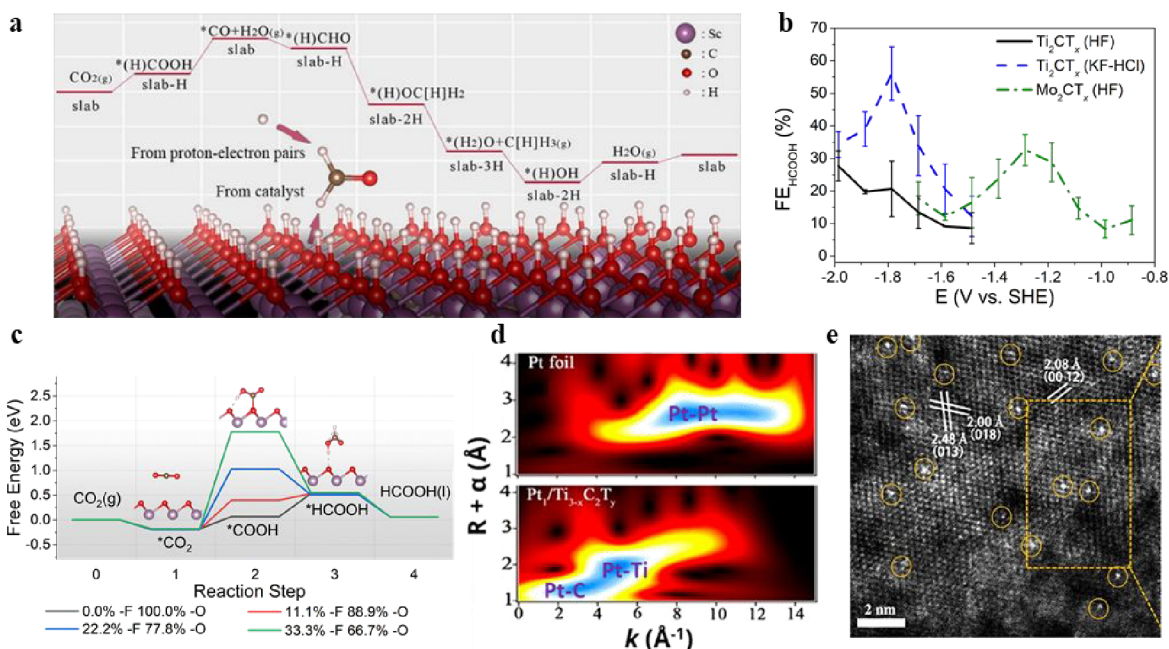 a
*CO+H2O(g)
slab
*(H)CHO
slab-H
*(H)COOH
slab-H
CO2(g)
slab
*(H)OC[H]H2
slab-2H
*(H2)O+C[H]H3(g)
slab-3H
*(H)OH
slab-2H
H2O(g)
slab-H
slab
: Sc
: C
: O
: H
From proton-electron pairs
From catalyst
b
70
60
50
40
30
20
10
0
FE_HCOOH (%)
Ti2CTx (HF)
Ti2CTx (KF-HCl)
Mo2CTx (HF)
-2.0 -1.8 -1.6 -1.4 -1.2 -1.0 -0.8
E (V vs. SHE)
c
Free Energy (eV)
2.5
2.0
1.5
1.0
0.5
0.0
-0.5
CO2(g)
*CO2
*COOH
*HCOOH
HCOOH(l)
0 1 2 3 4
Reaction Step
0.0% -F 100.0% -O
11.1% -F 88.9% -O
22.2% -F 77.8% -O
33.3% -F 66.7% -O
d
R + α (Å)
4
3
2
1
Pt foil
Pt-Pt
4
3
2
1
Pt1/Ti3-xC2Ty
Pt-Ti
Pt-C
0 2 4 6 8 10 12 14
k (Å-1)
e
2.08 Å
(00-12)
2.00 Å
(018)
2.48 Å
(013)
2 nm